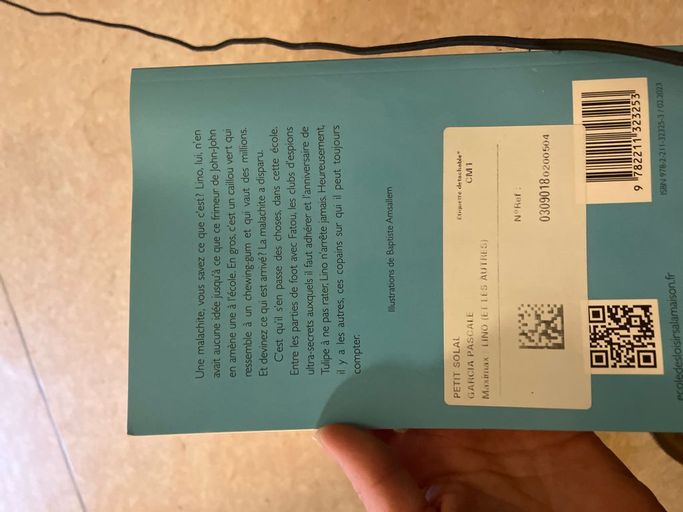 Une malachite, vous savez ce que c'est? Lino, lui, n'en
avait aucune idée jusqu'à ce que ce frimeur de John-John
en amène une à l'école. En gros, c'est un caillou vert qui
ressemble à un chewing-gum et qui vaut des millions.
Et devinez ce qui est arrivé? La malachite a disparu.
C'est qu'il s'en passe des choses, dans cette école.
Entre les parties de foot avec Fatou, les clubs d'espions
ultra-secrets auxquels il faut adhérer et l'anniversaire de
Tulipe à ne pas rater, Lino n'arrête jamais. Heureusement,
il y a les autres, ces copains sur qui il peut toujours
compter.
Illustrations de Baptiste Amsallem
Etiquette détachable*
CM1
PETIT SOLAL
GARCIA PASCALE
Maximax : LINO (ET LES AUTRES)
N°Ref :
03090180200504
9 782211 323253
ISBN 978-2-211-32325-3 / 02.2023
ecoledesloisirsalamaison.fr